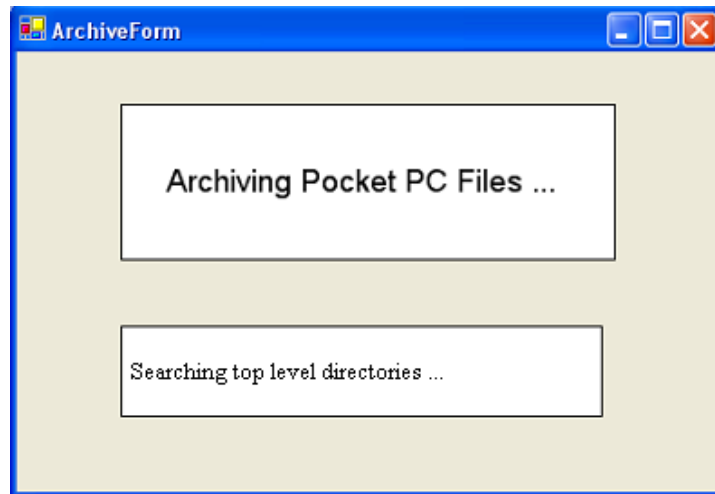 ArchiveForm
Archiving Pocket PC Files ...
Searching top level directories ...